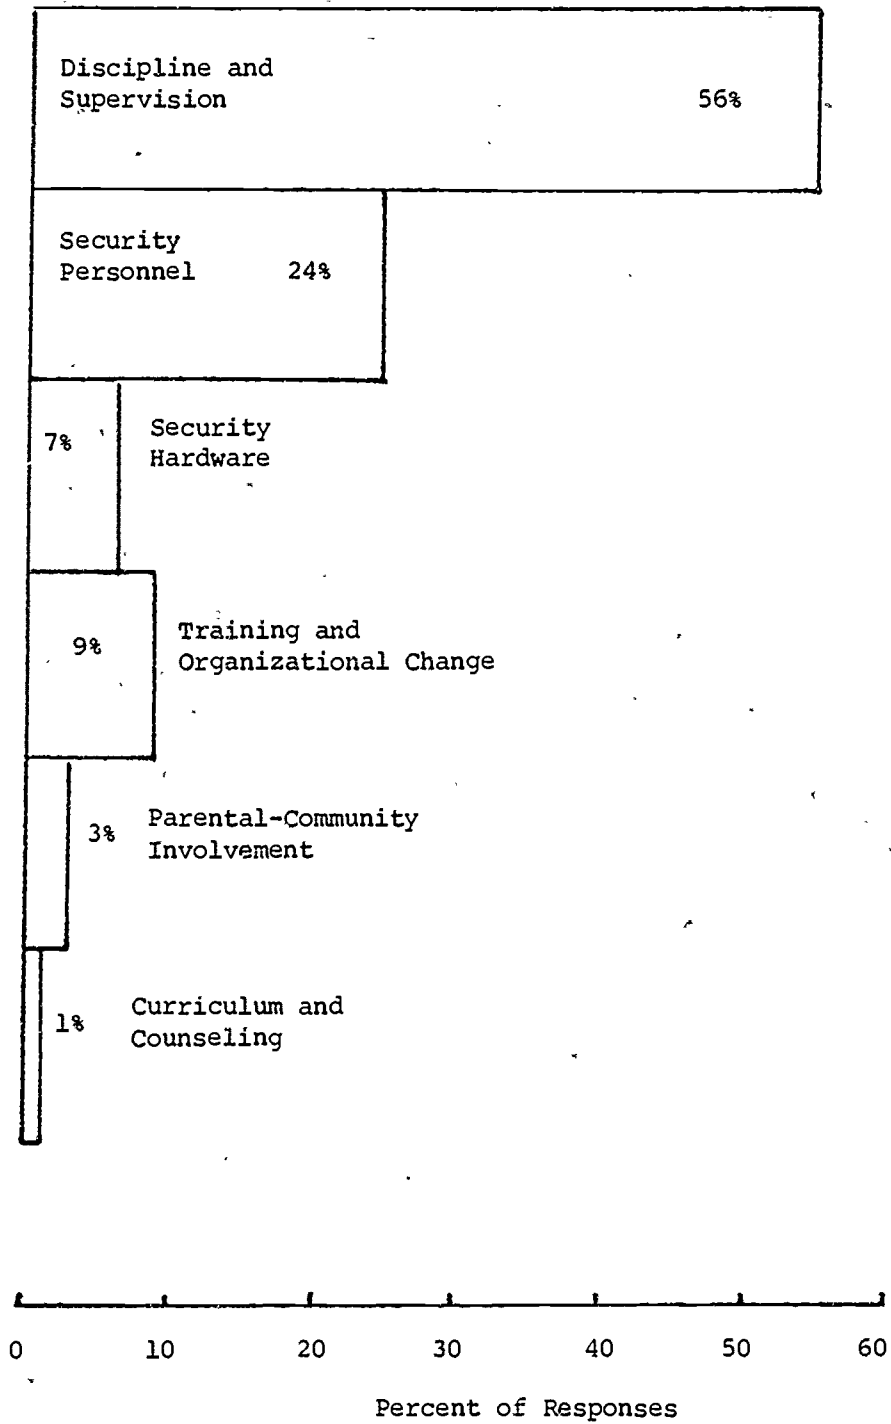 Discipline and
Supervision 56%
Security
Personnel 24%
7% Security
Hardware
9% Training and
Organizational Change
3% Parental-Community
Involvement
1% Curriculum and
Counseling
0 10 20 30 40 50 60
Percent of Responses